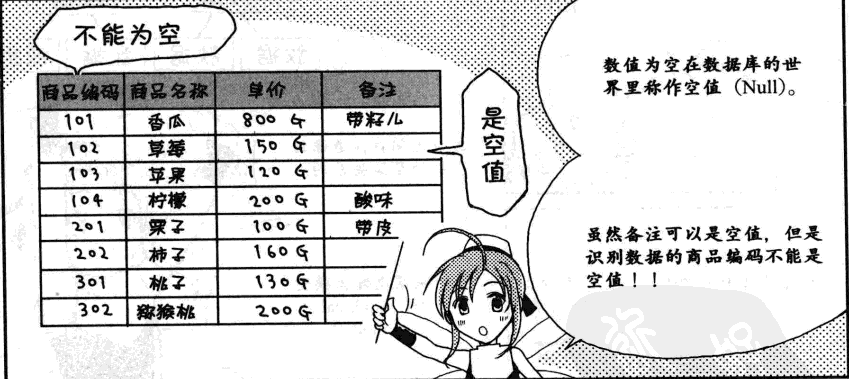 不能为空
商品编码 商品名称 单价 备注
101 香瓜 800 G 带籽儿
102 草莓 150 G
103 苹果 120 G
104 柠檬 200 G 酸味
201 栗子 100 G 带皮
202 柿子 160 G
301 桃子 130 G
302 猕猴桃 200 G
是空值
数值为空在数据库的世
界里称作空值（Null）。
虽然备注可以是空值，但是
识别数据的商品编码不能是
空值！！